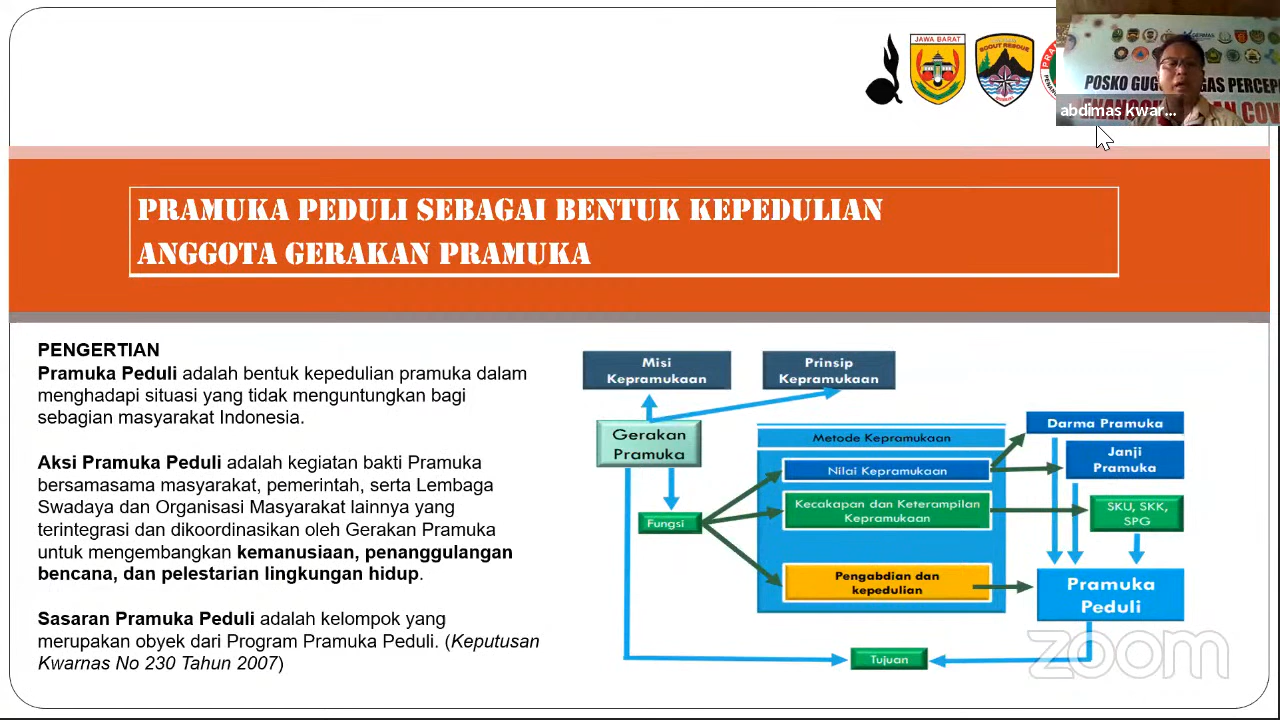 JAWA BARAT
SCOUT RESCUE
POSKO GUGUS TUGAS PERCEP
abdimas kwar...
PRAMUKA PEDULI SEBAGAI BENTUK KEPEDULIAN
ANGGOTA GERAKAN PRAMUKA
PENGERTIAN
Pramuka Peduli adalah bentuk kepedulian pramuka dalam
menghadapi situasi yang tidak menguntungkan bagi
sebagian masyarakat Indonesia.
Aksi Pramuka Peduli adalah kegiatan bakti Pramuka
bersamasana masyarakat, pemerintah, serta Lembaga
Swadaya dan Organisasi Masyarakat lainnya yang
terintegrasi dan dikoordinasikan oleh Gerakan Pramuka
untuk mengembangkan kemanusiaan, penanggulangan
bencana, dan pelestarian lingkungan hidup.
Sasaran Pramuka Peduli adalah kelompok yang
merupakan obyek dari Program Pramuka Peduli. (Keputusan
Kwarnas No 230 Tahun 2007)
Misi
Kepramukaan
Prinsip
Kepramukaan
Gerakan
Pramuka
Fungsi
Metode Kepramukaan
Nilai Kepramukaan
Kecakapan dan Keterampilan
Kepramukaan
Pengabdian dan
kepedulian
Darma Pramuka
Janji
Pramuka
SKU, SKK,
SPG
Pramuka
Peduli
Tujuan
zoom